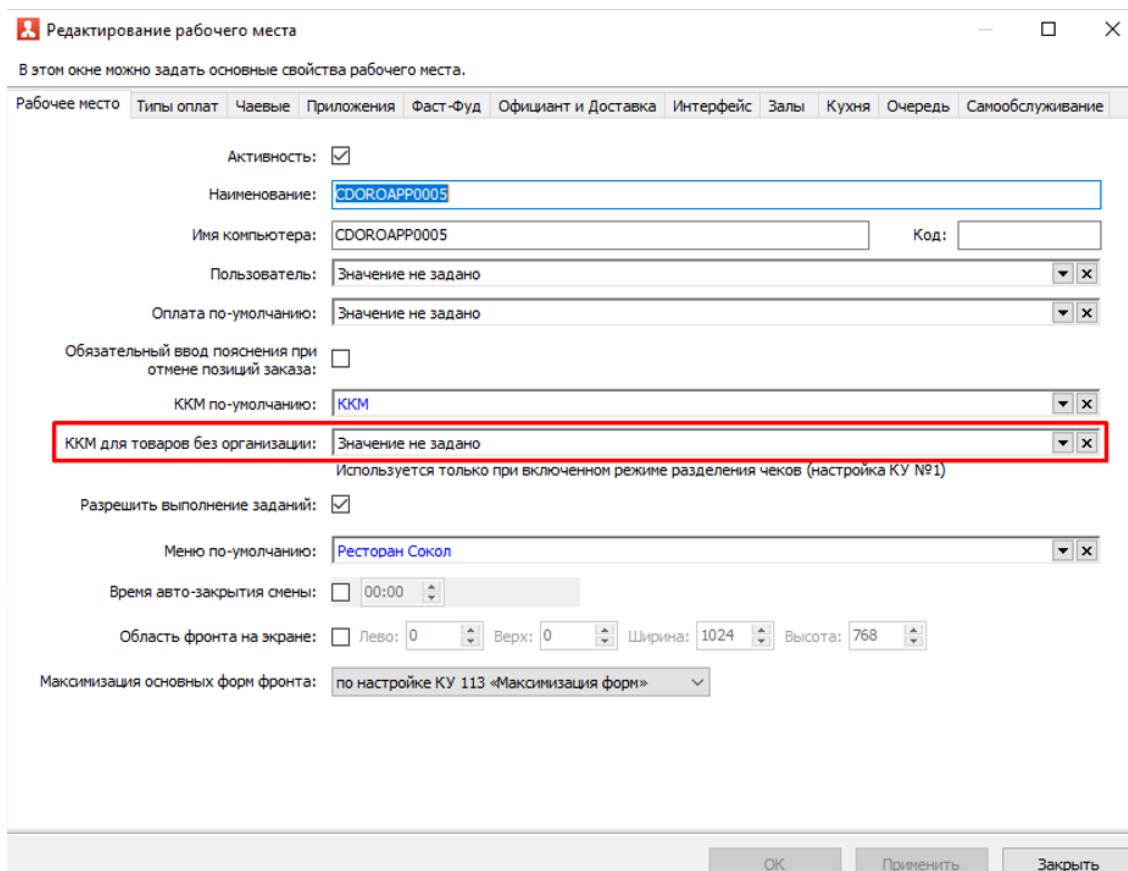 Редактирование рабочего места
В этом окне можно задать основные свойства рабочего места.
Рабочее место Типы оплат Чаевые Приложения Фаст-Фуд Официант и Доставка Интерфейс Залы Кухня Очередь Самообслуживание
Активность:
Наименование: CDOROAPP0005
Имя компьютера: CDOROAPP0005 Код:
Пользователь: Значение не задано
Оплата по-умолчанию: Значение не задано
Обязательный ввод пояснения при
отмене позиций заказа:
ККМ по-умолчанию: ККМ
ККМ для товаров без организации: Значение не задано
Используется только при включенном режиме разделения чеков (настройка КУ №1)
Разрешить выполнение заданий:
Меню по-умолчанию: Ресторан Сокол
Время авто-закрытия смены: 00:00
Область фронта на экране: Лево: 0 Верх: 0 Ширина: 1024 Высота: 768
Максимизация основных форм фронта: по настройке КУ 113 «Максимизация форм»
ОК Применить Закрыть